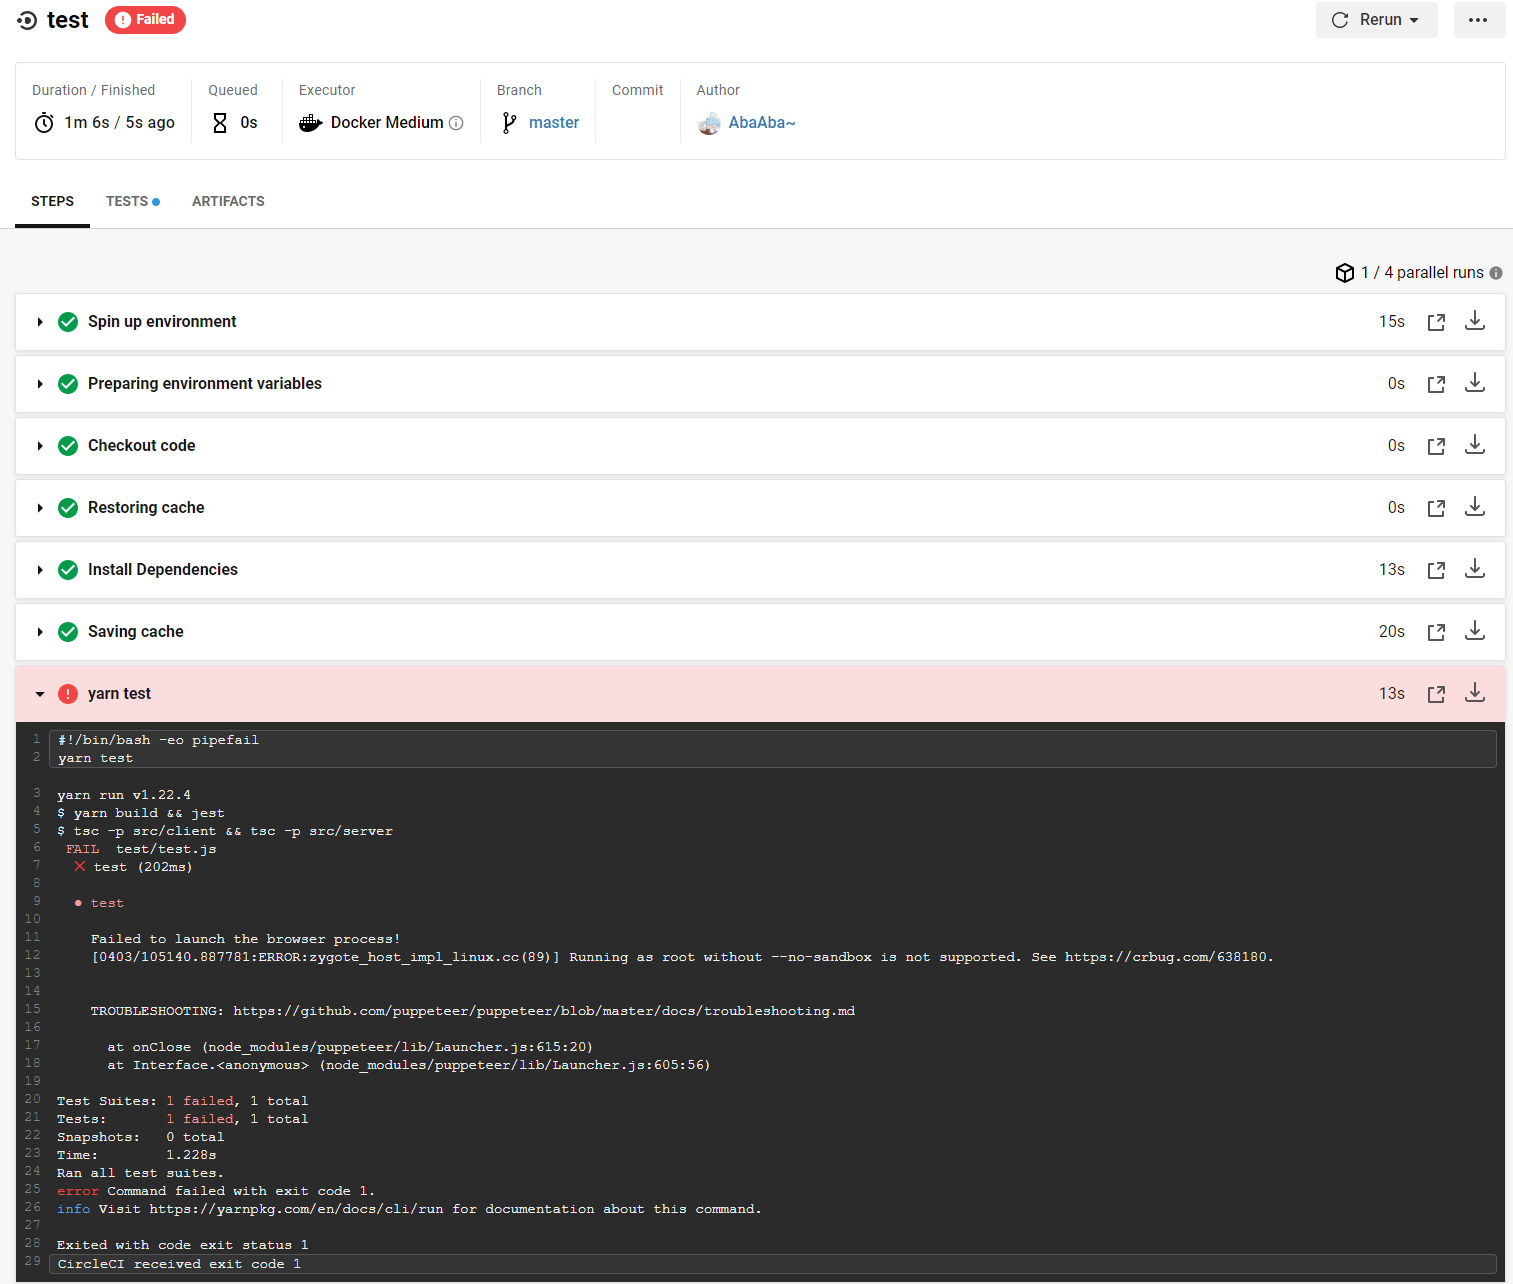 test Failed Rerun
Duration / Finished Queued Executor Branch Commit Author
1m 6s / 5s ago 0s Docker Medium master AbaAba~
STEPS TESTS ARTIFACTS
1 / 4 parallel runs
Spin up environment 15s
Preparing environment variables 0s
Checkout code 0s
Restoring cache 0s
Install Dependencies 13s
Saving cache 20s
yarn test 13s
1 #!/bin/bash -eo pipefail
2 yarn test
3 yarn run v1.22.4
4 $ yarn build && jest
5 $ tsc -p src/client && tsc -p src/server
6 FAIL test/test.js
7 ✕ test (202ms)
8
9 ● test
10
11 Failed to launch the browser process!
12 [0403/105140.887781:ERROR:zygote_host_impl_linux.cc(89)] Running as root without --no-sandbox is not supported. See https://crbug.com/638180.
13
14
15 TROUBLESHOOTING: https://github.com/puppeteer/puppeteer/blob/master/docs/troubleshooting.md
16
17 at onClose (node_modules/puppeteer/lib/Launcher.js:615:20)
18 at Interface.<anonymous> (node_modules/puppeteer/lib/Launcher.js:605:56)
19
20 Test Suites: 1 failed, 1 total
21 Tests: 1 failed, 1 total
22 Snapshots: 0 total
23 Time: 1.228s
24 Ran all test suites.
25 error Command failed with exit code 1.
26 info Visit https://yarnpkg.com/en/docs/cli/run for documentation about this command.
27
28 Exited with code exit status 1
29 CircleCI received exit code 1